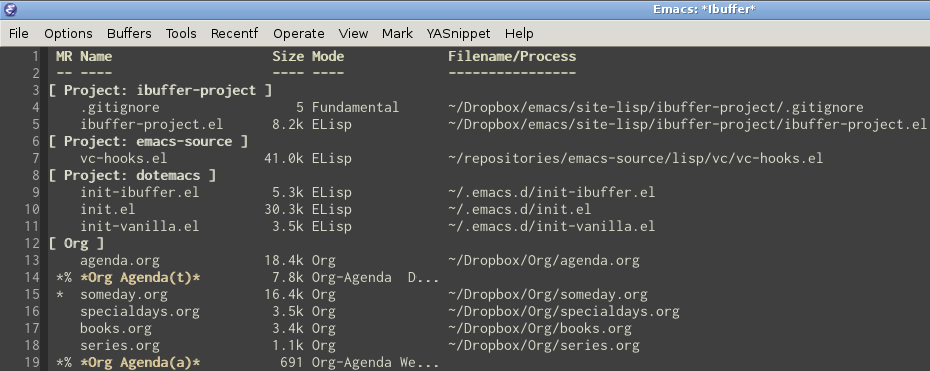 Emacs: *Ibuffer*
File Options Buffers Tools Recentf Operate View Mark YASnippet Help
1 MR Name Size Mode Filename/Process
2 -- ---- ---- ---- ----------------
3 [ Project: ibuffer-project ]
4 .gitignore 5 Fundamental ~/Dropbox/emacs/site-lisp/ibuffer-project/.gitignore
5 ibuffer-project.el 8.2k ELisp ~/Dropbox/emacs/site-lisp/ibuffer-project/ibuffer-project.el
6 [ Project: emacs-source ]
7 vc-hooks.el 41.0k ELisp ~/repositories/emacs-source/lisp/vc/vc-hooks.el
8 [ Project: dotemacs ]
9 init-ibuffer.el 5.3k ELisp ~/.emacs.d/init-ibuffer.el
10 init.el 30.3k ELisp ~/.emacs.d/init.el
11 init-vanilla.el 3.5k ELisp ~/.emacs.d/init-vanilla.el
12 [ Org ]
13 agenda.org 18.4k Org ~/Dropbox/Org/agenda.org
14 *% *Org Agenda(t)* 7.8k Org-Agenda D...
15 * someday.org 16.4k Org ~/Dropbox/Org/someday.org
16 specialdays.org 3.5k Org ~/Dropbox/Org/specialdays.org
17 books.org 3.4k Org ~/Dropbox/Org/books.org
18 series.org 1.1k Org ~/Dropbox/Org/series.org
19 *% *Org Agenda(a)* 691 Org-Agenda We...